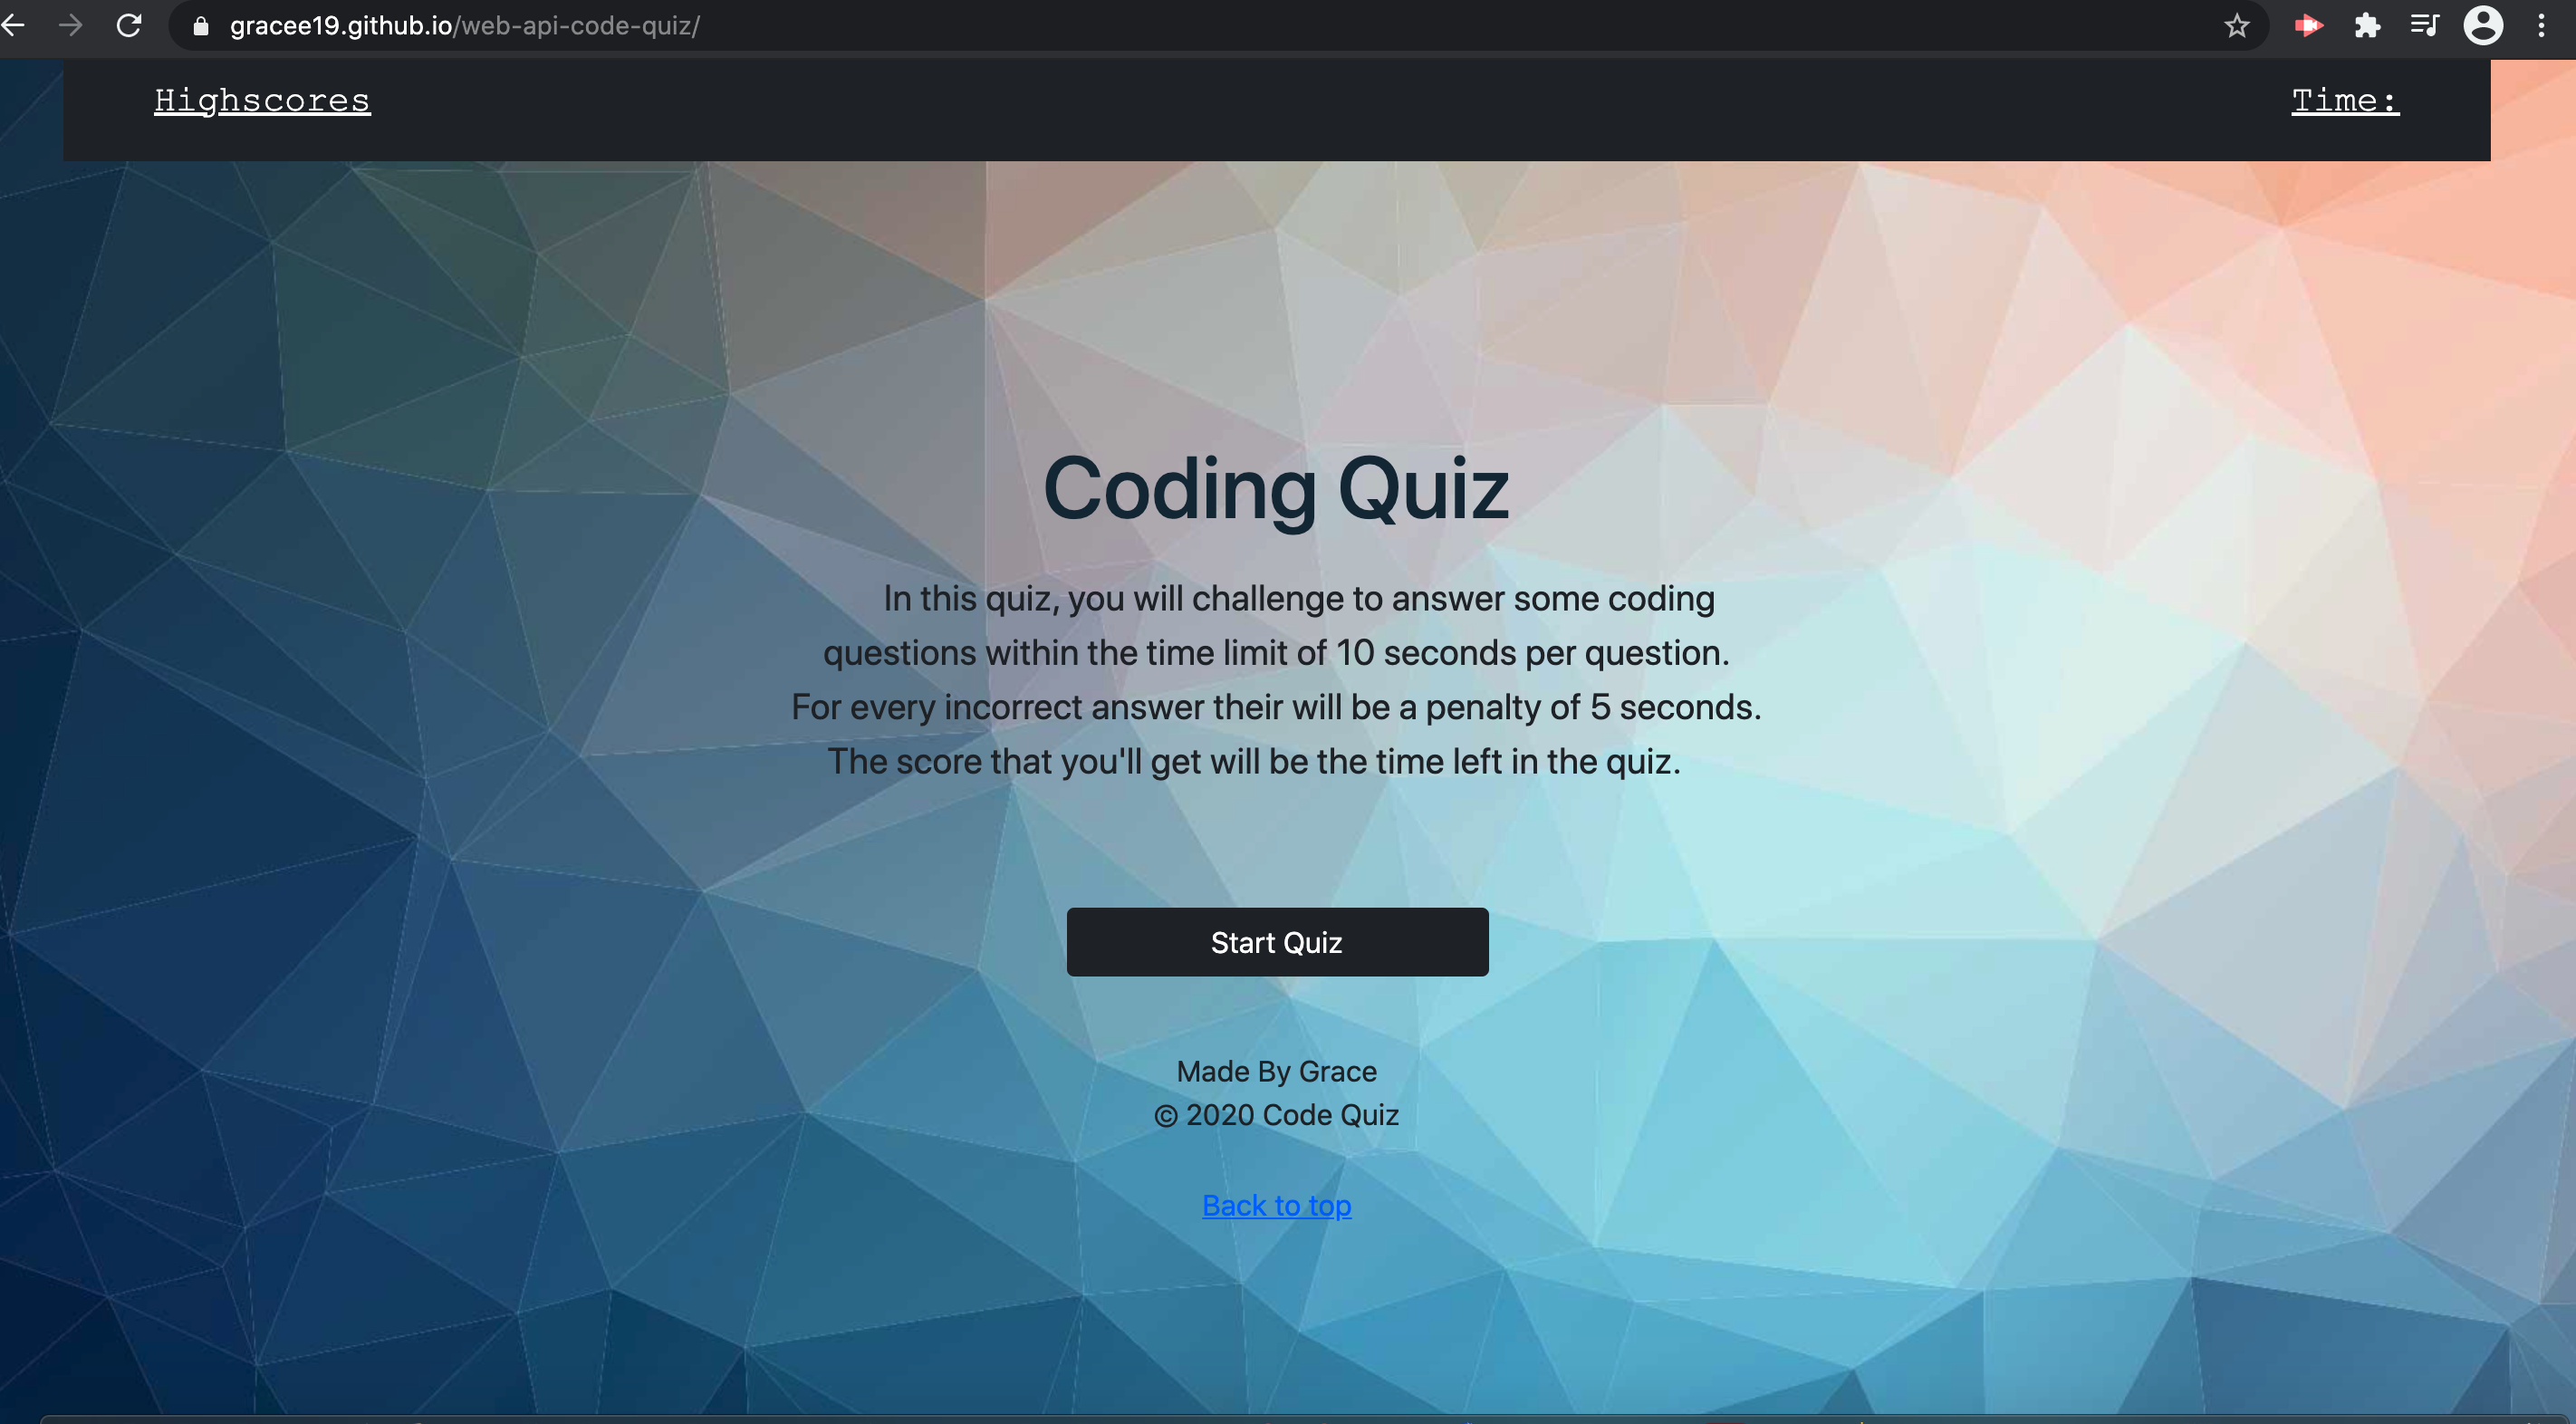 gracee19.github.io/web-api-code-quiz/
Highscores
Time:
Coding Quiz
In this quiz, you will challenge to answer some coding
questions within the time limit of 10 seconds per question.
For every incorrect answer their will be a penalty of 5 seconds.
The score that you'll get will be the time left in the quiz.
Start Quiz
Made By Grace
© 2020 Code Quiz
Back to top